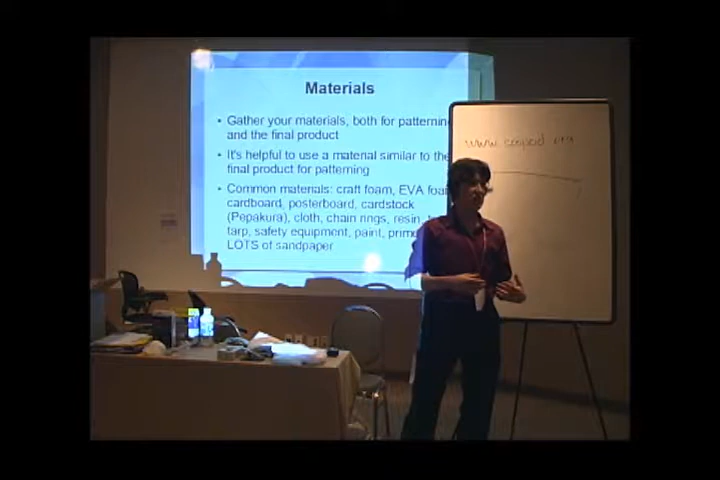 Materials
• Gather your materials, both for patterning
and the final product
• It's helpful to use a material similar to the
final product for patterning
• Common materials: craft foam, EVA foam
cardboard, posterboard, cardstock
(Pepakura), cloth, chain rings, resin,
tarp, safety equipment, paint, prim
LOTS of sandpaper
www.